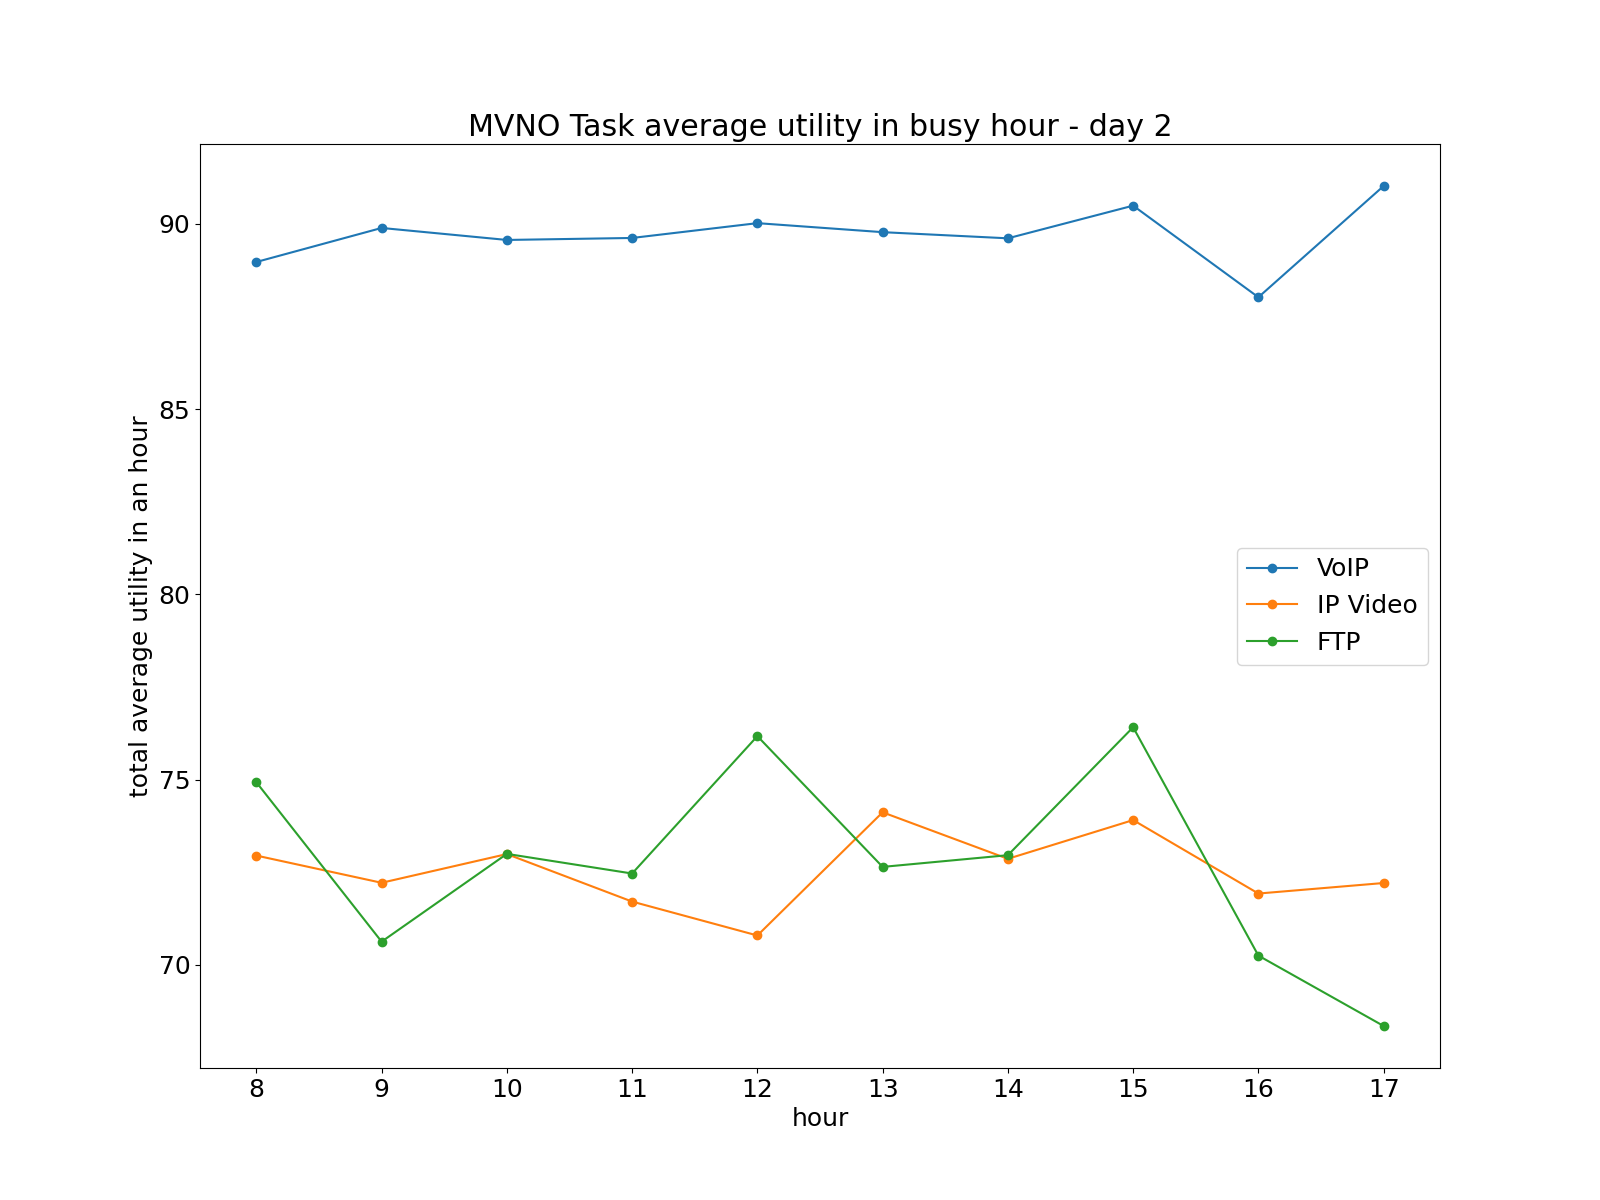 MVNO Task average utility in busy hour - day 2
total average utility in an hour
90
85
80
75
70
VoIP
IP Video
FTP
8 9 10 11 12 13 14 15 16 17
hour